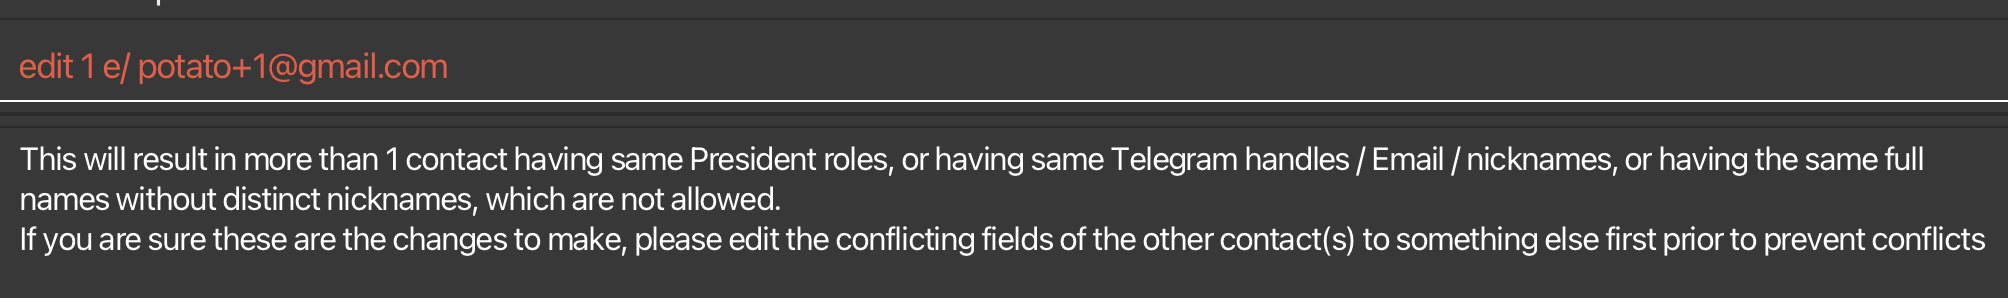 edit 1 e/ potato+1@gmail.com
This will result in more than 1 contact having same President roles, or having same Telegram handles / Email / nicknames, or having the same full
names without distinct nicknames, which are not allowed.
If you are sure these are the changes to make, please edit the conflicting fields of the other contact(s) to something else first prior to prevent conflicts